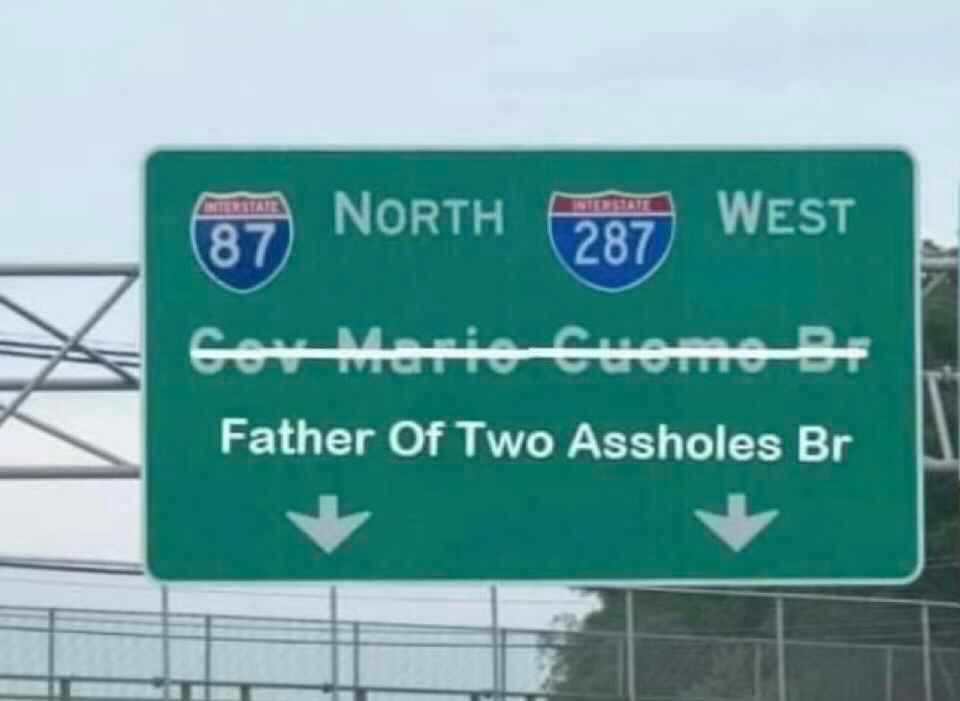 INTERSTATE 87 NORTH INTERSTATE 287 WEST
Gov Mario Cuomo Br
Father Of Two Assholes Br